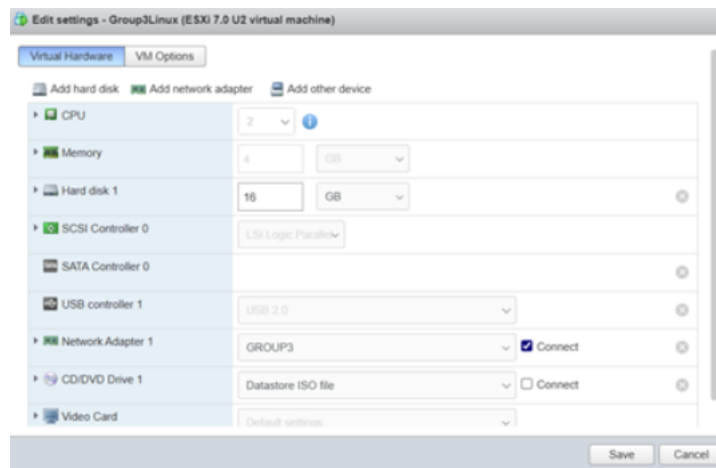 Edit settings - Group3Linux (ESXi 7.0 U2 virtual machine)
Virtual Hardware VM Options
Add hard disk Add network adapter Add other device
CPU 2
Memory 4 GB
Hard disk 1 16 GB
SCSI Controller 0 LSI Logic Parallel
SATA Controller 0
USB controller 1 USB 2.0
Network Adapter 1 GROUP3 Connect
CD/DVD Drive 1 Datastore ISO file Connect
Video Card Default settings
Save Cancel